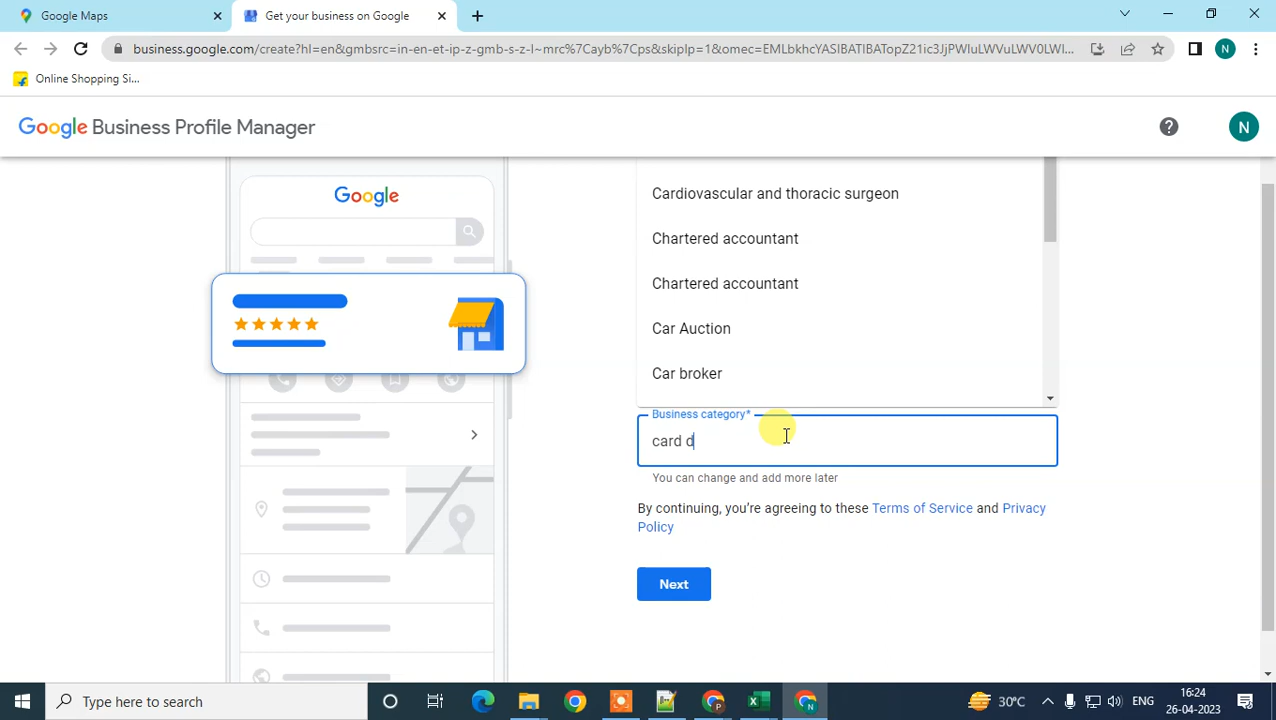 Google Maps
Get your business on Google
business.google.com/create?hl=en&gmbsrc=in-en-et-ip-z-gmb-s-z-l~mrc%7Cayb%7Cps&skipIp=1&omec=EMLbkhcYASIBATIBATopZ21ic3JjPWluLWVuLWV0LWl...
N
Online Shopping Si...
Google Business Profile Manager
N
Google
Cardiovascular and thoracic surgeon
Chartered accountant
Chartered accountant
Car Auction
Car broker
Business category*
card d
You can change and add more later
By continuing, you're agreeing to these Terms of Service and Privacy
Policy
Next
Type here to search
30°C
ENG
16:24
26-04-2023